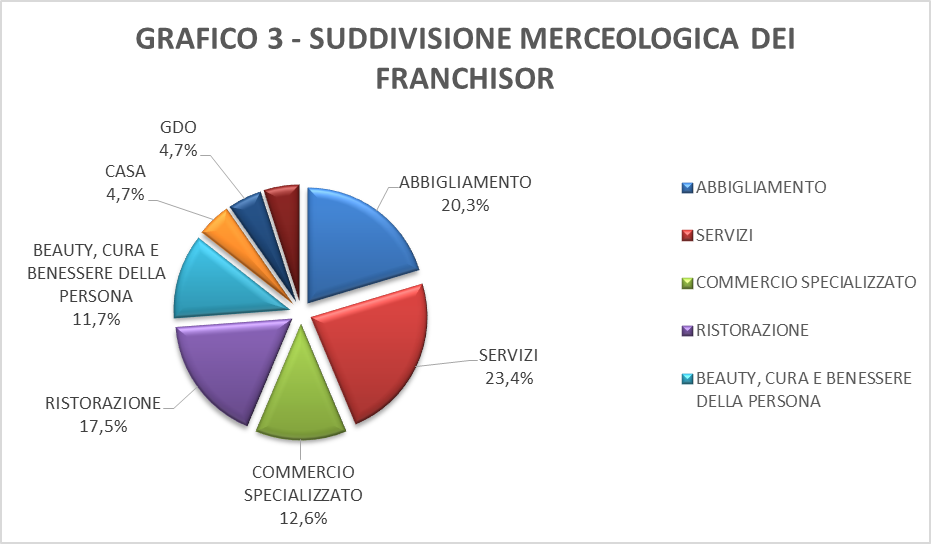 GRAFICO 3 - SUDDIVISIONE MERCEOLOGICA DEI
FRANCHISOR
GDO
4,7%
CASA
4,7%
ABBIGLIAMENTO
20,3%
BEAUTY, CURA E
BENESSERE DELLA
PERSONA
11,7%
SERVIZI
23,4%
RISTORAZIONE
17,5%
COMMERCIO
SPECIALIZZATO
12,6%
ABBIGLIAMENTO
SERVIZI
COMMERCIO SPECIALIZZATO
RISTORAZIONE
BEAUTY, CURA E BENESSERE
DELLA PERSONA